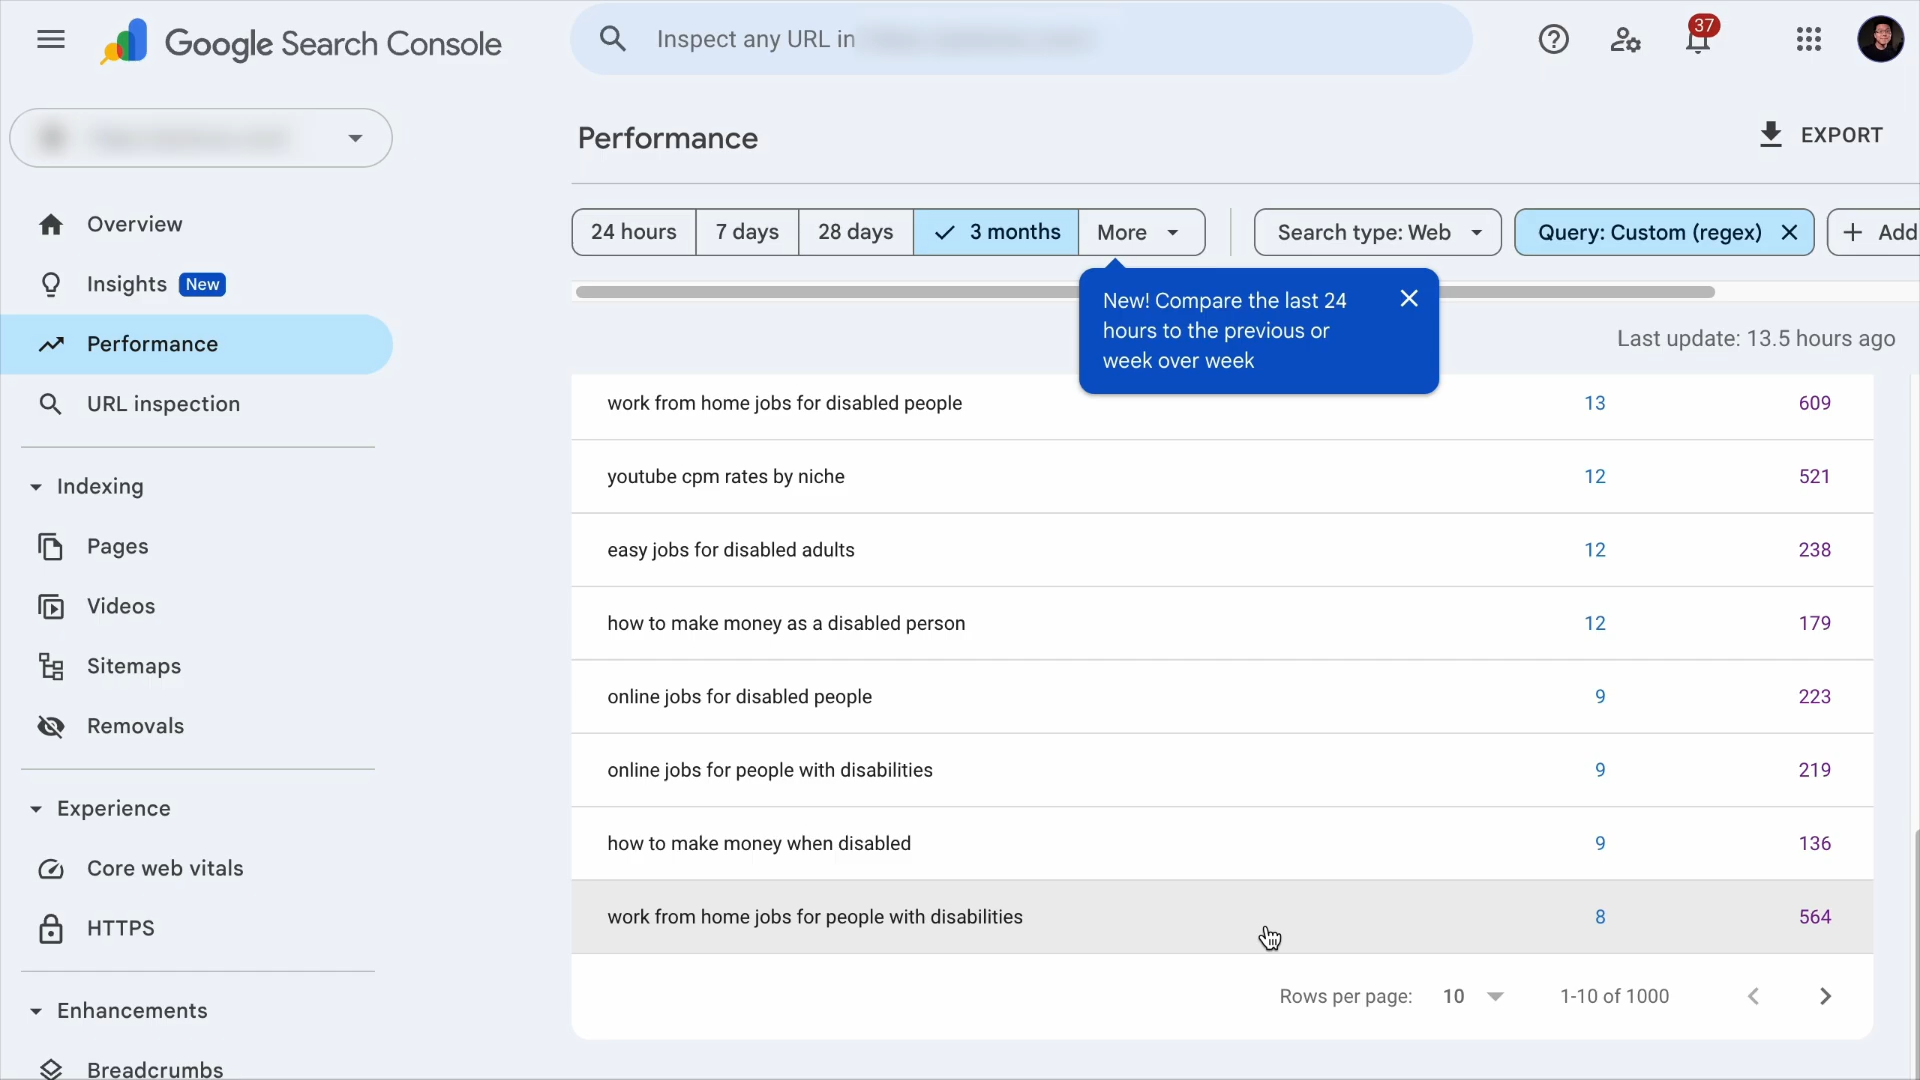 Google Search Console
Inspect any URL in
37
Performance
EXPORT
24 hours
7 days
28 days
3 months
More
Search type: Web
Query: Custom (regex)
Add
New! Compare the last 24
hours to the previous or
week over week
Last update: 13.5 hours ago
Overview
Insights New
Performance
URL inspection
Indexing
Pages
Videos
Sitemaps
Removals
Experience
Core web vitals
HTTPS
Enhancements
Breadcrumbs
work from home jobs for disabled people 13 609
youtube cpm rates by niche 12 521
easy jobs for disabled adults 12 238
how to make money as a disabled person 12 179
online jobs for disabled people 9 223
online jobs for people with disabilities 9 219
how to make money when disabled 9 136
work from home jobs for people with disabilities 8 564
Rows per page: 10 1-10 of 1000